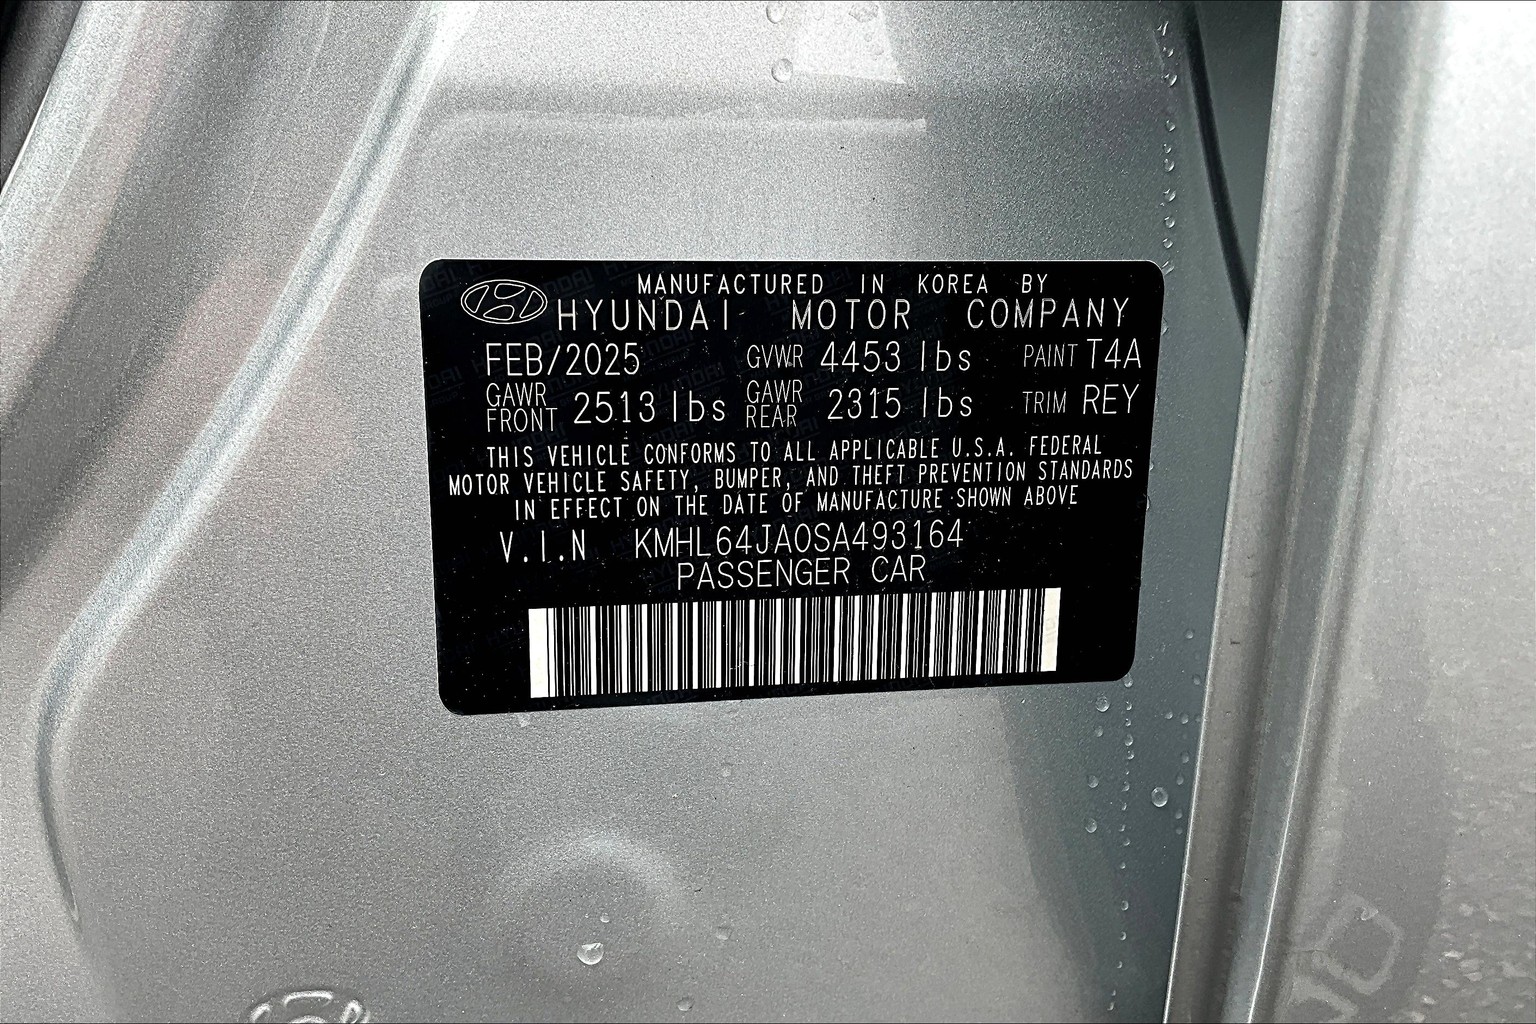 MANUFACTURED IN KOREA BY
HYUNDAI MOTOR COMPANY
FEB/2025 GVWR 4453 lbs PAINT T4A
GAWR FRONT 2513 lbs GAWR REAR 2315 lbs TRIM REY
THIS VEHICLE CONFORMS TO ALL APPLICABLE U.S.A. FEDERAL
MOTOR VEHICLE SAFETY, BUMPER, AND THEFT PREVENTION STANDARDS
IN EFFECT ON THE DATE OF MANUFACTURE SHOWN ABOVE
V.I.N KMHL64JA0SA493164
PASSENGER CAR